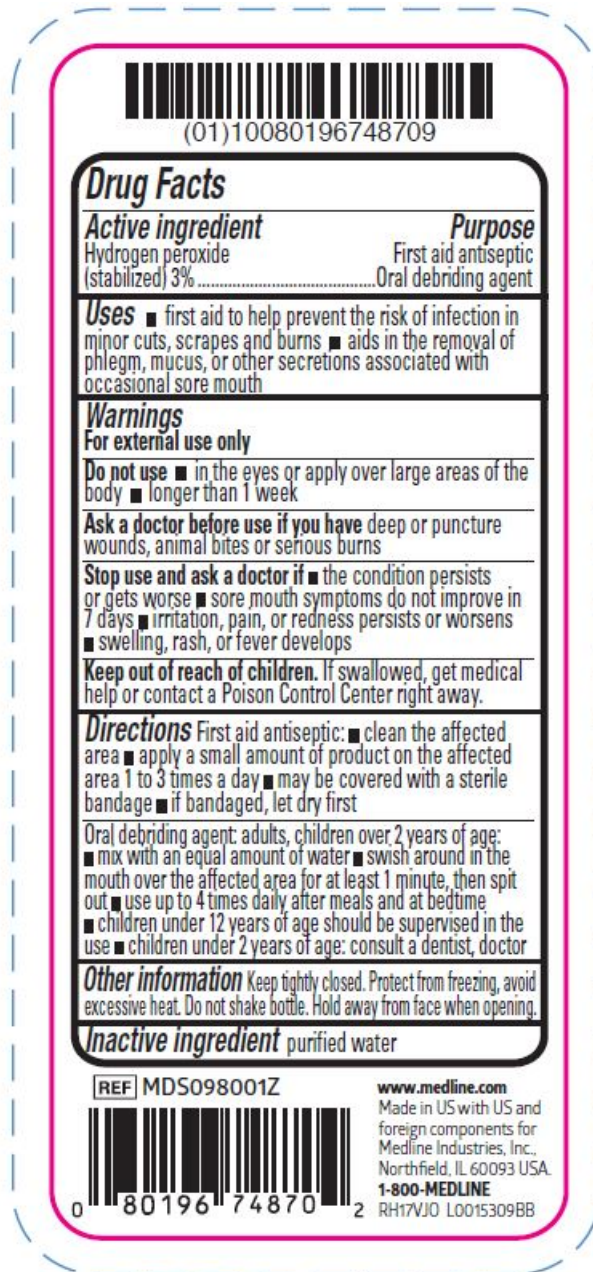 (01)10080196748709
Drug Facts
Active ingredient Purpose
Hydrogen peroxide First aid antiseptic
(stabilized) 3%..........................................Oral debriding agent
Uses ■ first aid to help prevent the risk of infection in
minor cuts, scrapes and burns ■ aids in the removal of
phlegm, mucus, or other secretions associated with
occasional sore mouth
Warnings
For external use only
Do not use ■ in the eyes or apply over large areas of the
body ■ longer than 1 week
Ask a doctor before use if you have deep or puncture
wounds, animal bites or serious burns
Stop use and ask a doctor if ■ the condition persists
or gets worse ■ sore mouth symptoms do not improve in
7 days ■ irritation, pain, or redness persists or worsens
■ swelling, rash, or fever develops
Keep out of reach of children. If swallowed, get medical
help or contact a Poison Control Center right away.
Directions First aid antiseptic: ■ clean the affected
area ■ apply a small amount of product on the affected
area 1 to 3 times a day ■ may be covered with a sterile
bandage ■ if bandaged, let dry first
Oral debriding agent: adults, children over 2 years of age:
■ mix with an equal amount of water ■ swish around in the
mouth over the affected area for at least 1 minute, then spit
out ■ use up to 4 times daily after meals and at bedtime
■ children under 12 years of age should be supervised in the
use ■ children under 2 years of age: consult a dentist, doctor
Other information Keep tightly closed. Protect from freezing, avoid
excessive heat. Do not shake bottle. Hold away from face when opening.
Inactive ingredient purified water
REF MDS098001Z
0 80196 74870 2
www.medline.com
Made in US with US and
foreign components for
Medline Industries, Inc.,
Northfield, IL 60093 USA.
1-800-MEDLINE
RH17VJO L0015309BB